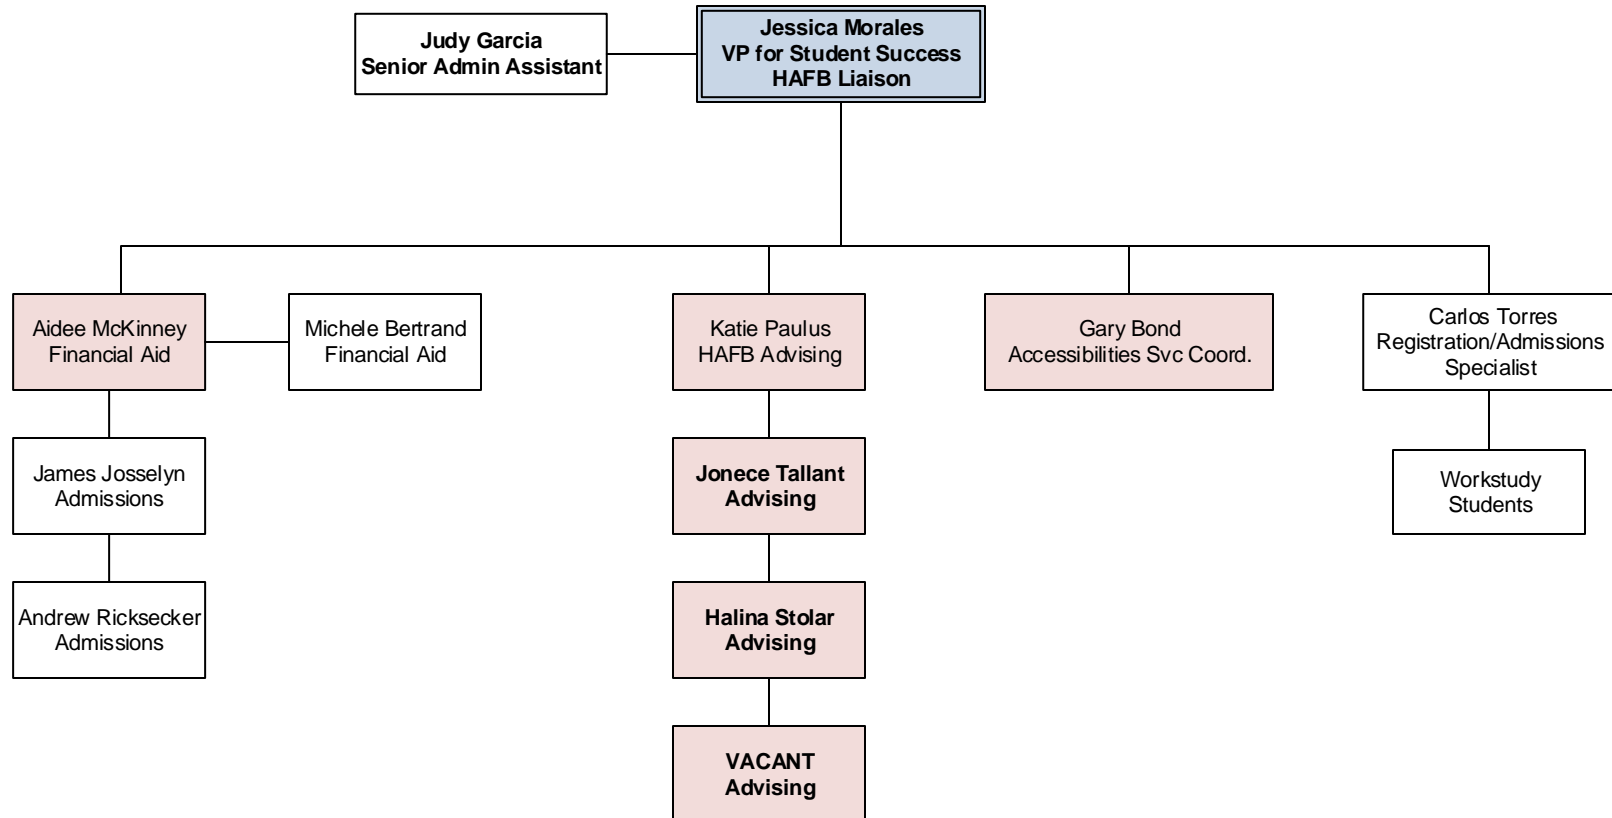 Judy Garcia
Senior Admin Assistant
Jessica Morales
VP for Student Success
HAFB Liaison
Aidee McKinney
Financial Aid
Michele Bertrand
Financial Aid
Katie Paulus
HAFB Advising
Gary Bond
Accessibilities Svc Coord.
Carlos Torres
Registration/Admissions
Specialist
James Josselyn
Admissions
Jonece Tallant
Advising
Workstudy
Students
Andrew Ricksecker
Admissions
Halina Stolar
Advising
VACANT
Advising